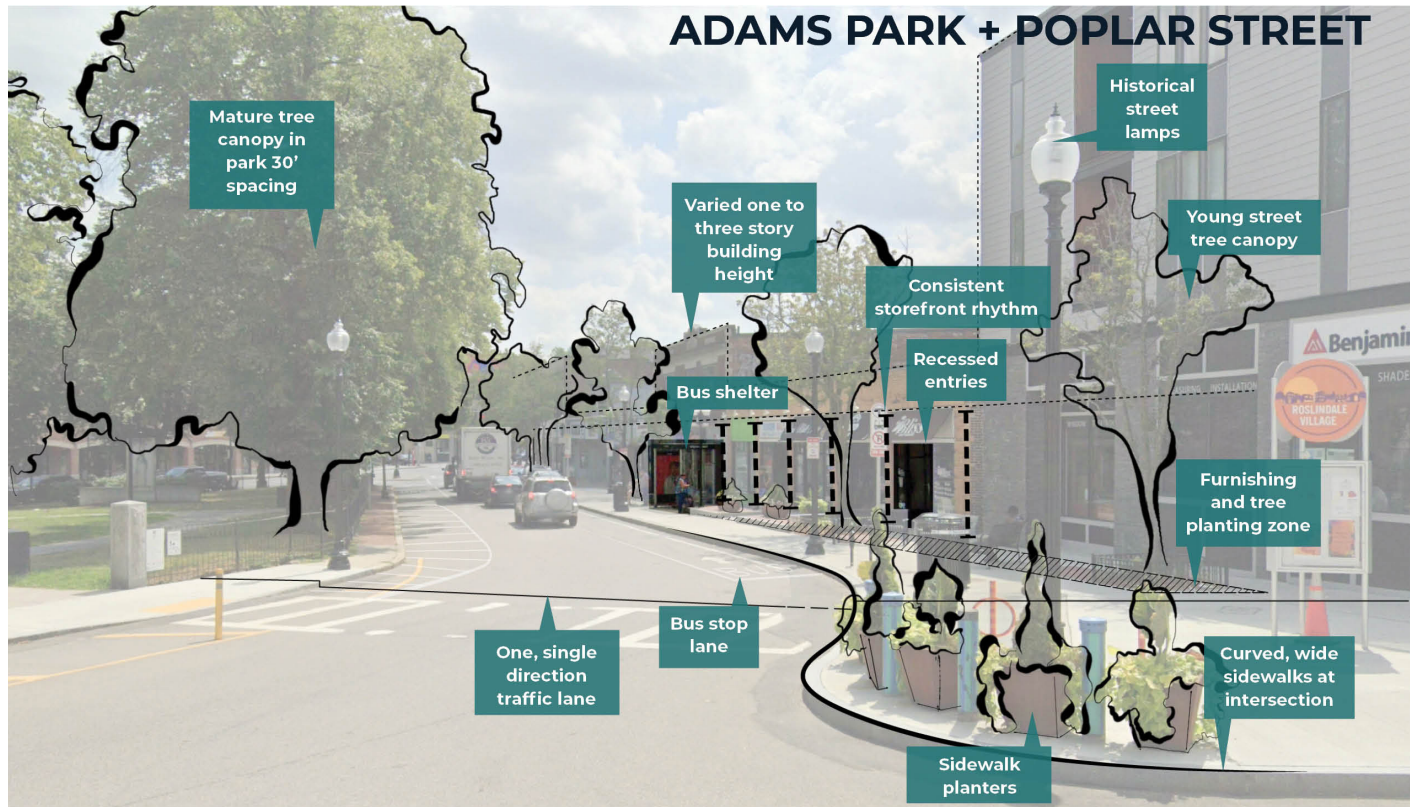 ADAMS PARK + POPLAR STREET
Historical
street
lamps
Mature tree
canopy in
park 30’
spacing
Varied one to
three story
building
height
Young street
tree canopy
Consistent
storefront rhythm
Recessed
entries
Bus shelter
Benjamin
SHADE
INSTALLATION
ROSLINDALE
VILLAGE
Furnishing
and tree
planting zone
Bus stop
lane
One, single
direction
traffic lane
Curved, wide
sidewalks at
intersection
Sidewalk
planters